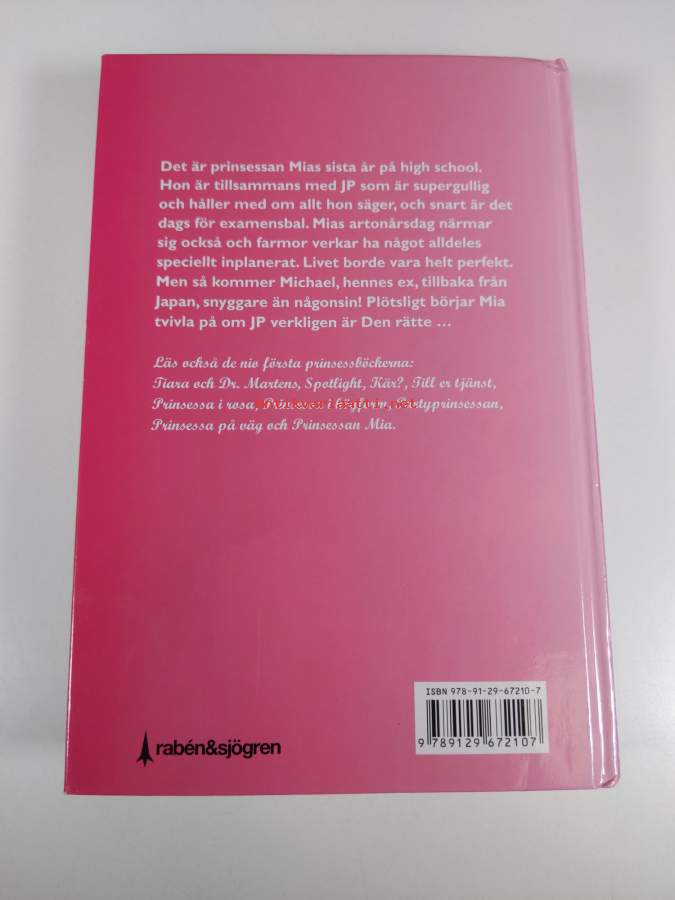 Det är prinsessan Mias sista år på high school.
Hon är tillsammans med JP som är supergullig
och håller med om allt hon säger, och snart är det
dags för examensbal. Mias artonårsdag närmar
sig också och farmor verkar ha något alldeles
speciellt inplanerat. Livet borde vara helt perfekt.
Men så kommer Michael, hennes ex, tillbaka från
Japan, snyggare än någonsin! Plötsligt börjar Mia
tvivla på om JP verkligen är Den rätte ...
Läs också de nio första prinsessböckerna:
Tiara och Dr. Martens, Spotlight, Kär?, Till er tjänst,
Prinsessa i rosa, Partyprinsessan,
Prinsessa på väg och Prinsessan Mia.
ISBN 978-91-29-67210-7
9 789129 672107
rabén&sjögren